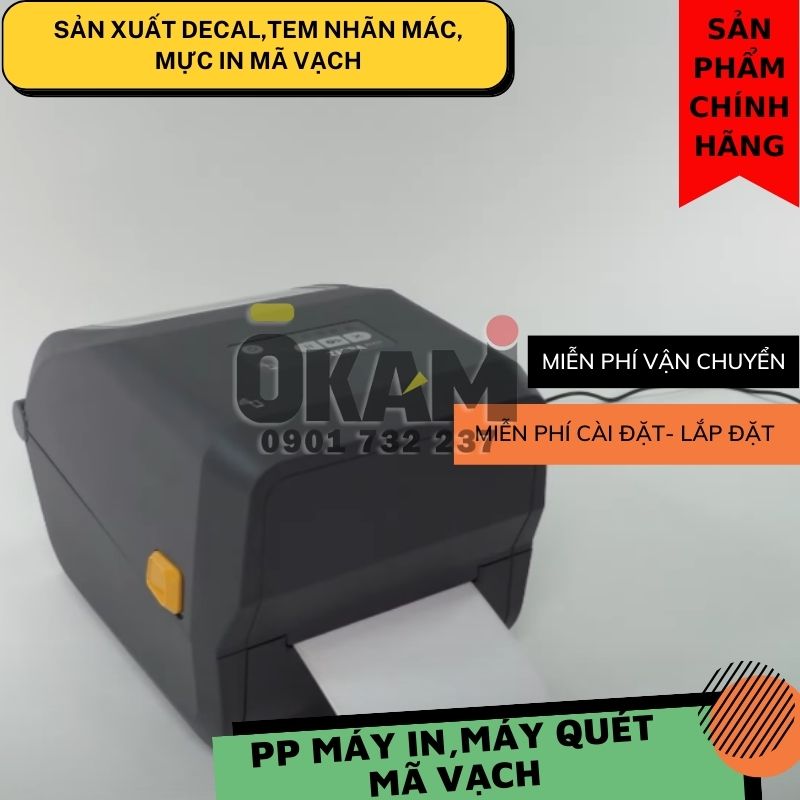 SẢN XUẤT DECAL,TEM NHÃN MÁC,
MỰC IN MÃ VẠCH
SẢN
PHẨM
CHÍNH
HÃNG
MIỄN PHÍ VẬN CHUYỂN
ÔKAMI
0901 732 237
MIỄN PHÍ CÀI ĐẶT- LẮP ĐẶT
PP MÁY IN,MÁY QUÉT
MÃ VẠCH